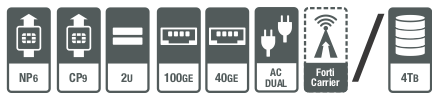 NP6
CP9
2U
100GE
40GE
AC
DUAL
Forti
Carrier
/
4TB